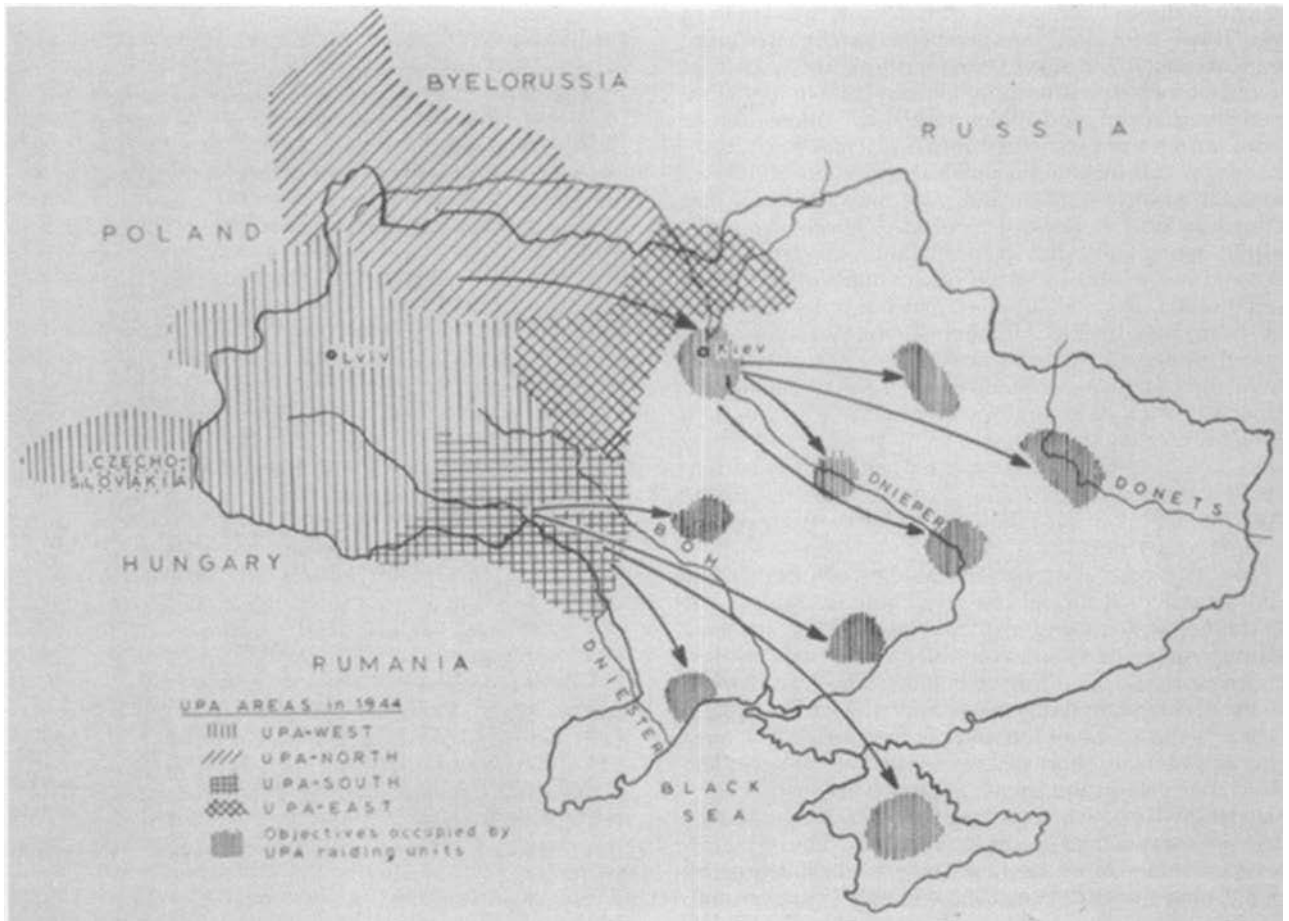 BYELORUSSIA
RUSSIA
POLAND
Lviv
Kiev
CZECHO-
SLOVAKIA
DONETS
DNIEPER
BOH
HUNGARY
RUMANIA
DNIESTER
UPA AREAS in 1944
UPA-WEST
UPA-NORTH
UPA-SOUTH
UPA-EAST
Objectives occupied by
UPA raiding units
BLACK
SEA